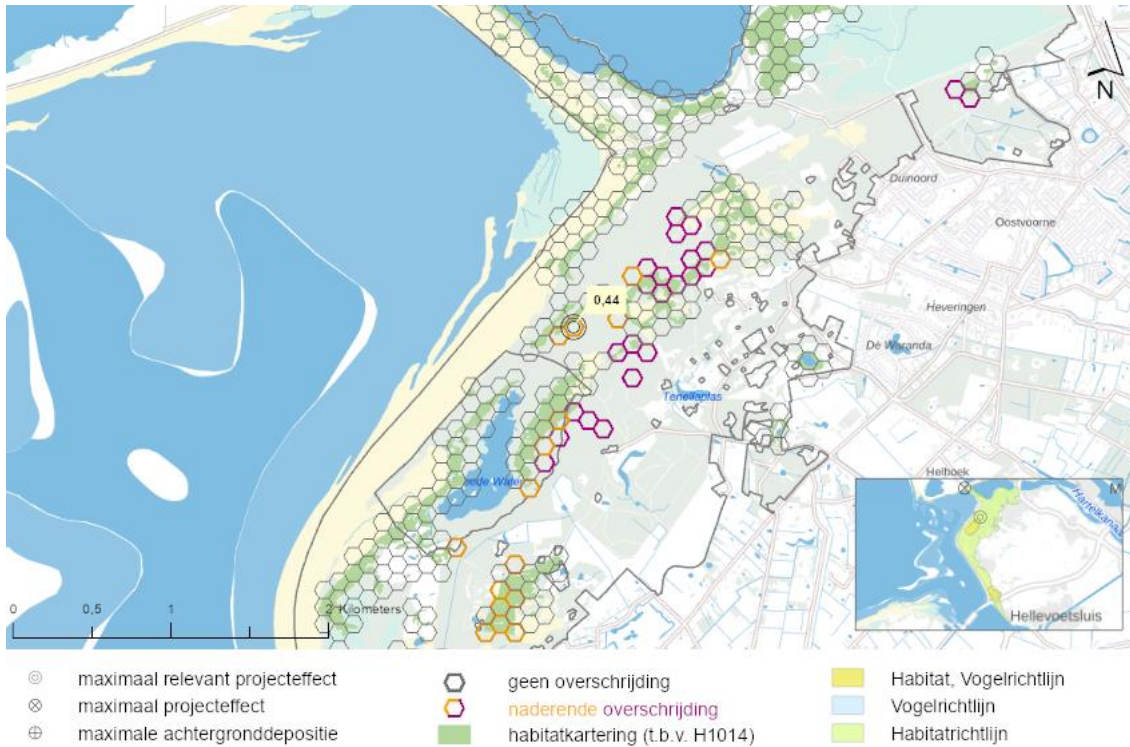 N
Duinoord
Oostvoorne
0,44
Heveringen
De Waranda
Tenellaplas
Helhoek
M
Hartelkanaal
0 0,5 1 2 Kilometers
Hellevoetsluis
maximaal relevant projecteffect
maximaal projecteffect
maximale achtergronddepositie
geen overschrijding
naderende overschrijding
habitatkartering (t.b.v. H1014)
Habitat, Vogelrichtlijn
Vogelrichtlijn
Habitatrichtlijn